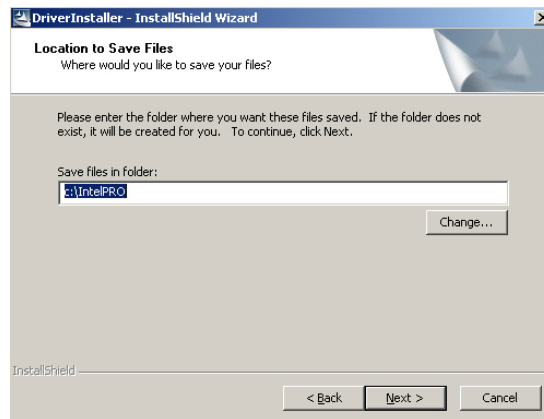 DriverInstaller - InstallShield Wizard
Location to Save Files
Where would you like to save your files?
Please enter the folder where you want these files saved. If the folder does not
exist, it will be created for you. To continue, click Next.
Save files in folder:
c:\IntelPRO
Change...
InstallShield
< Back
Next >
Cancel